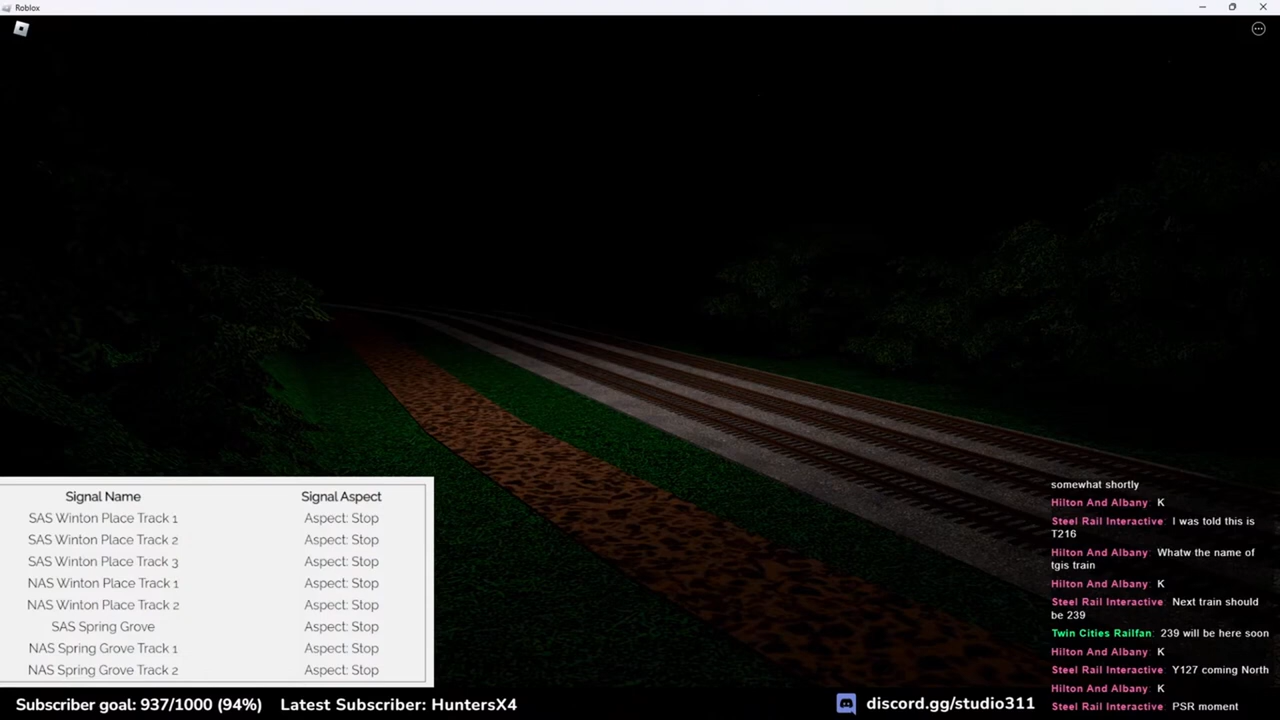 Roblox
Signal Name Signal Aspect
SAS Winton Place Track 1 Aspect: Stop
SAS Winton Place Track 2 Aspect: Stop
SAS Winton Place Track 3 Aspect: Stop
NAS Winton Place Track 1 Aspect: Stop
NAS Winton Place Track 2 Aspect: Stop
SAS Spring Grove Aspect: Stop
NAS Spring Grove Track 1 Aspect: Stop
NAS Spring Grove Track 2 Aspect: Stop
somewhat shortly
Hilton And Albany: K
Steel Rail Interactive: I was told this is
T216
Hilton And Albany: Whatw the name of
tgis train
Hilton And Albany: K
Steel Rail Interactive: Next train should
be 239
Twin Cities Railfan: 239 will be here soon
Hilton And Albany: K
Steel Rail Interactive: Y127 coming North
Hilton And Albany: K
Steel Rail Interactive: PSR moment
Subscriber goal: 937/1000 (94%) Latest Subscriber: HuntersX4 discord.gg/studio311